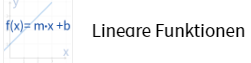 y
f(x)= m·x +b
Lineare Funktionen
x